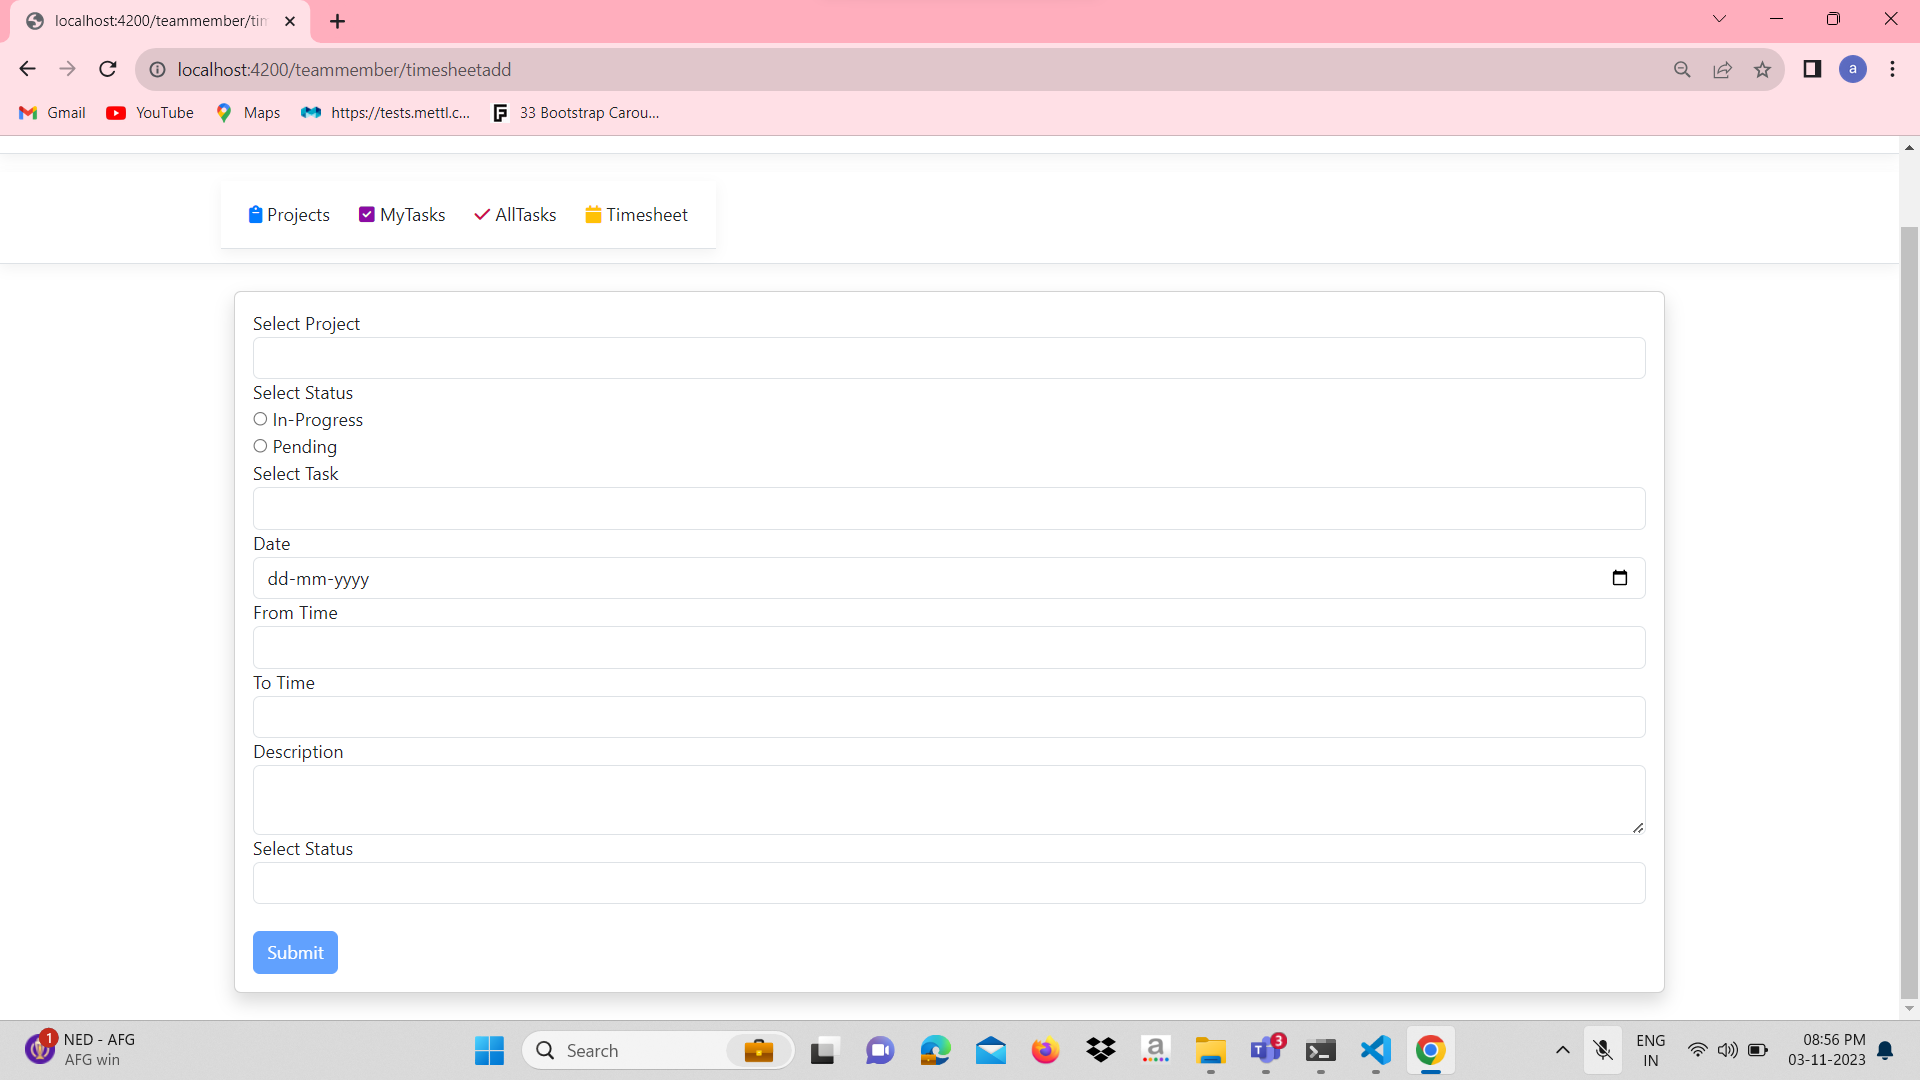 localhost:4200/teammember/tim
localhost:4200/teammember/timesheetadd
a
Gmail YouTube Maps https://tests.mettl.c... 33 Bootstrap Carou...
Projects MyTasks AllTasks Timesheet
Select Project
Select Status
In-Progress
Pending
Select Task
Date
dd-mm-yyyy
From Time
To Time
Description
Select Status
Submit
1 NED - AFG
AFG win
Search
a
3
ENG
IN
08:56 PM
03-11-2023